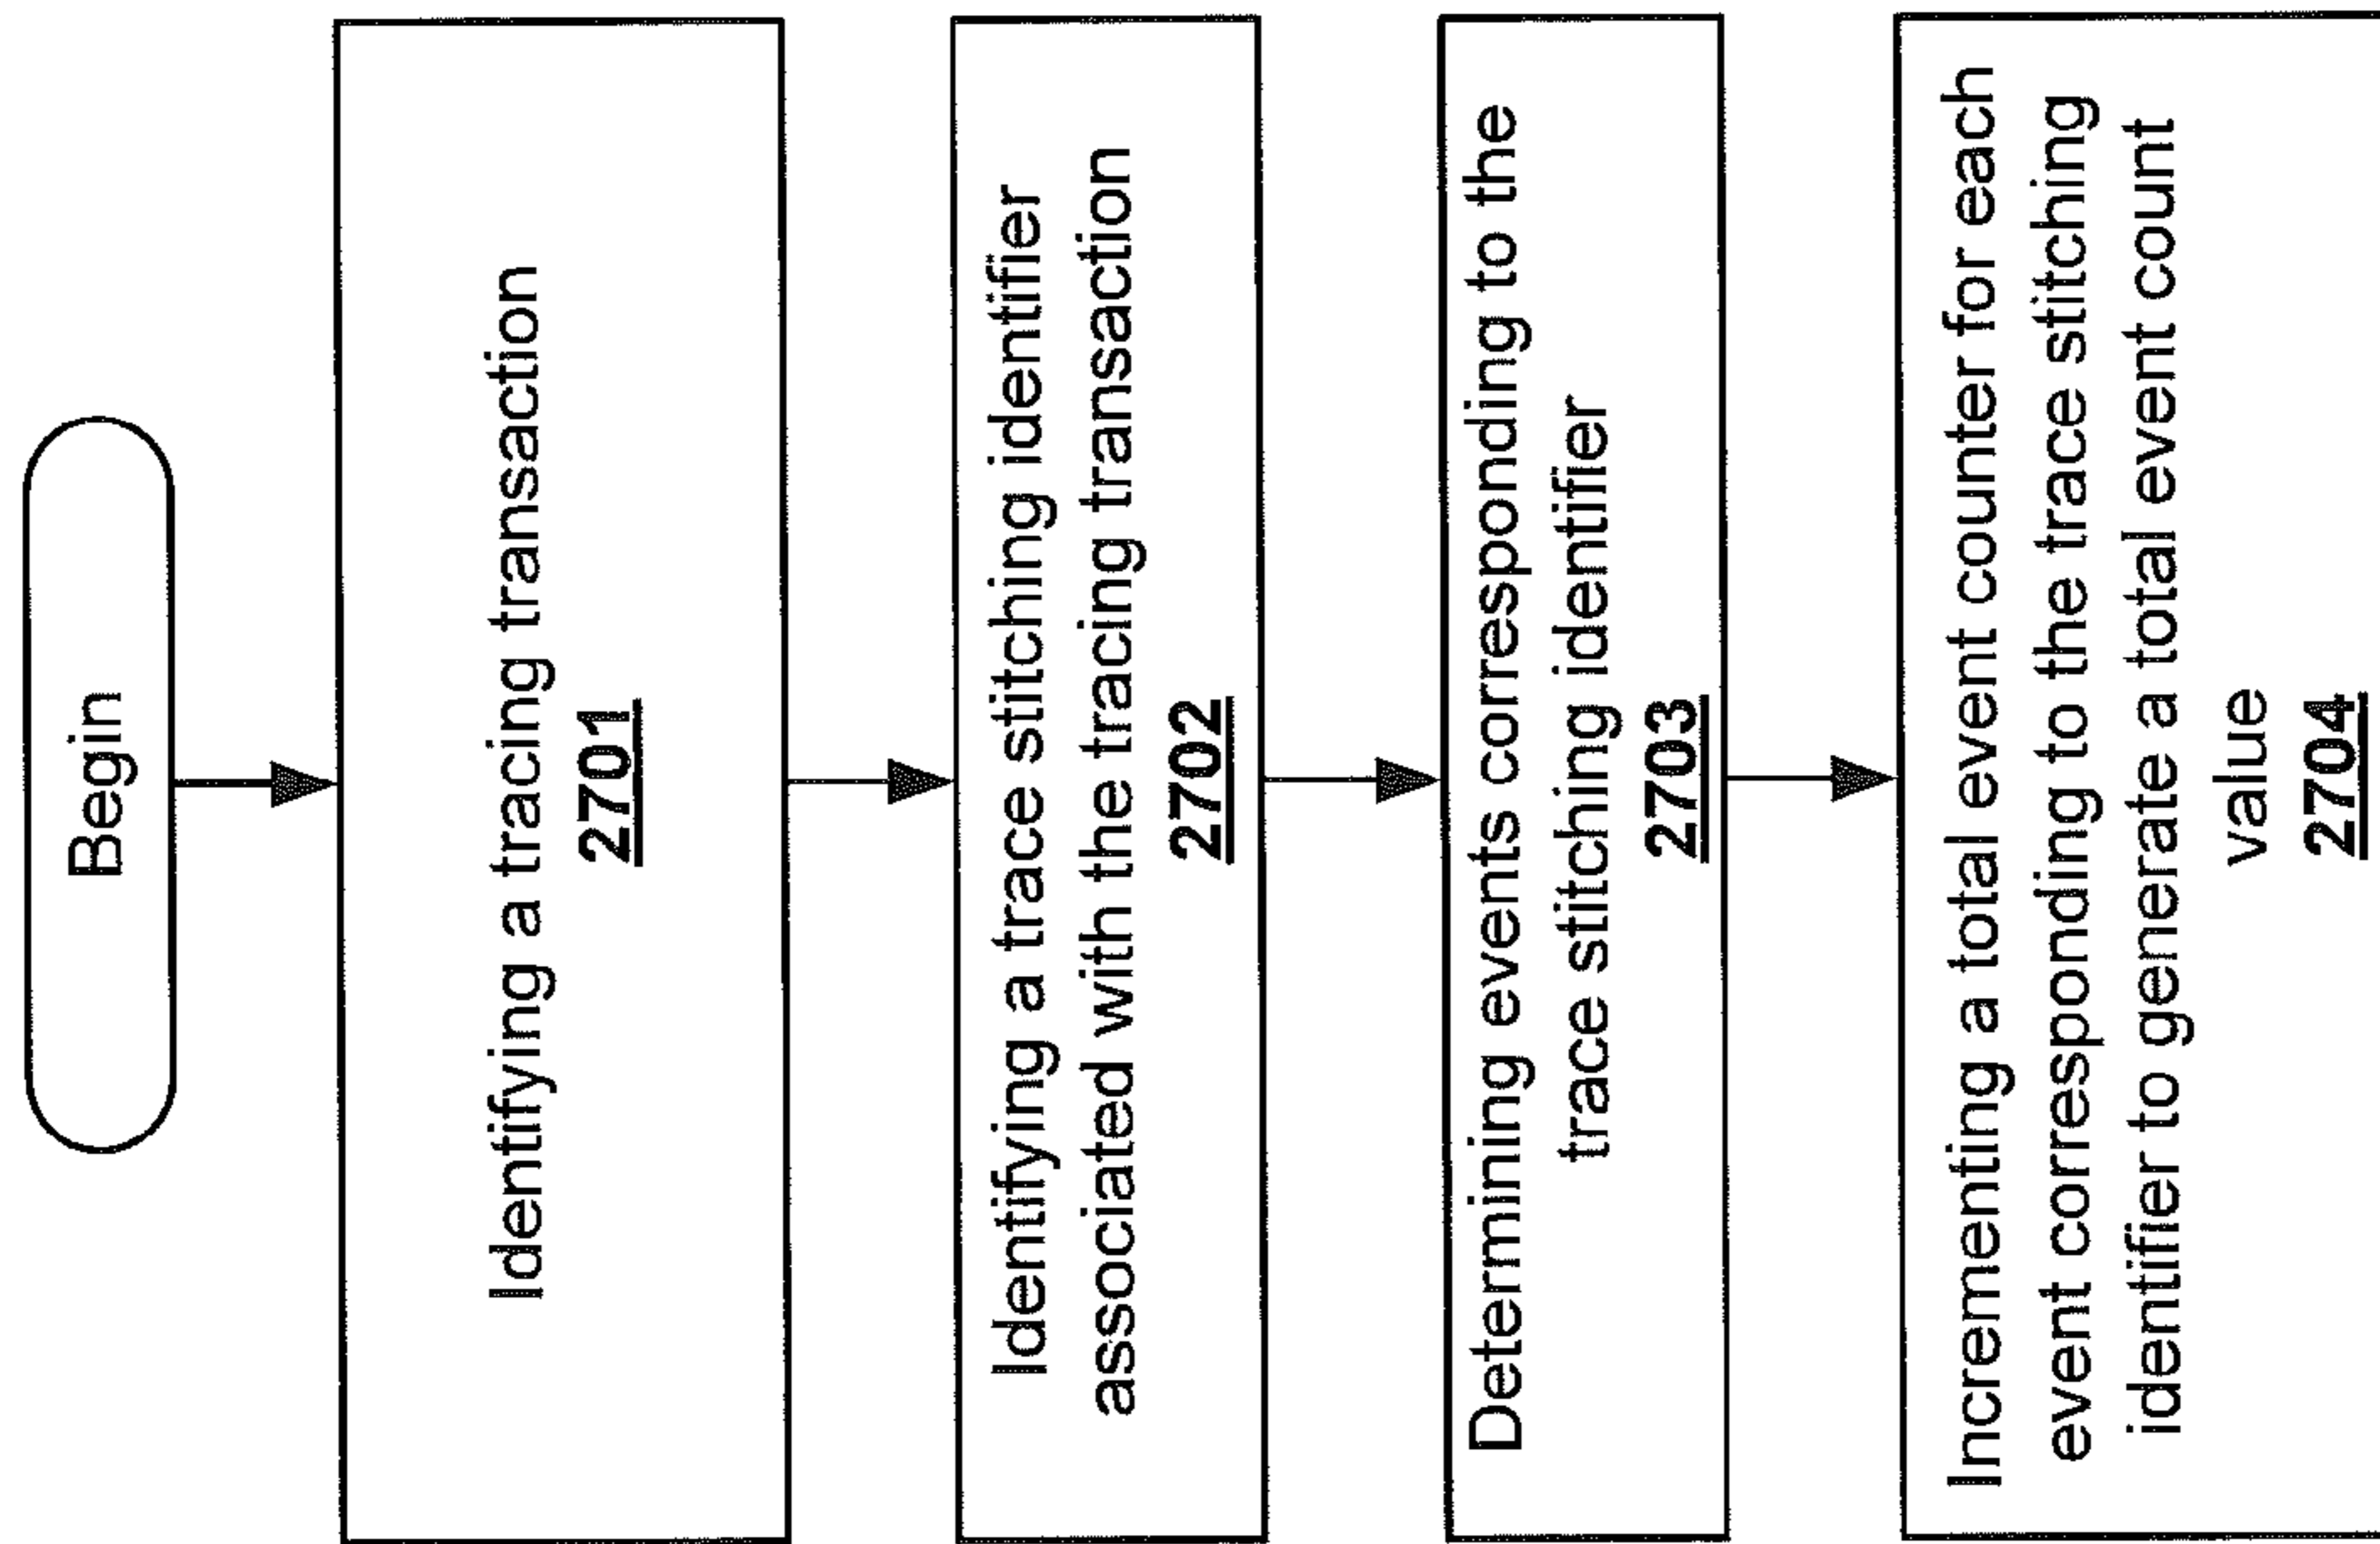 Begin
Identifying a tracing transaction
2701
Identifying a trace stitching identifier
associated with the tracing transaction
2702
Determining events corresponding to the
trace stitching identifier
2703
Incrementing a total event counter for each
event corresponding to the trace stitching
identifier to generate a total event count
value
2704